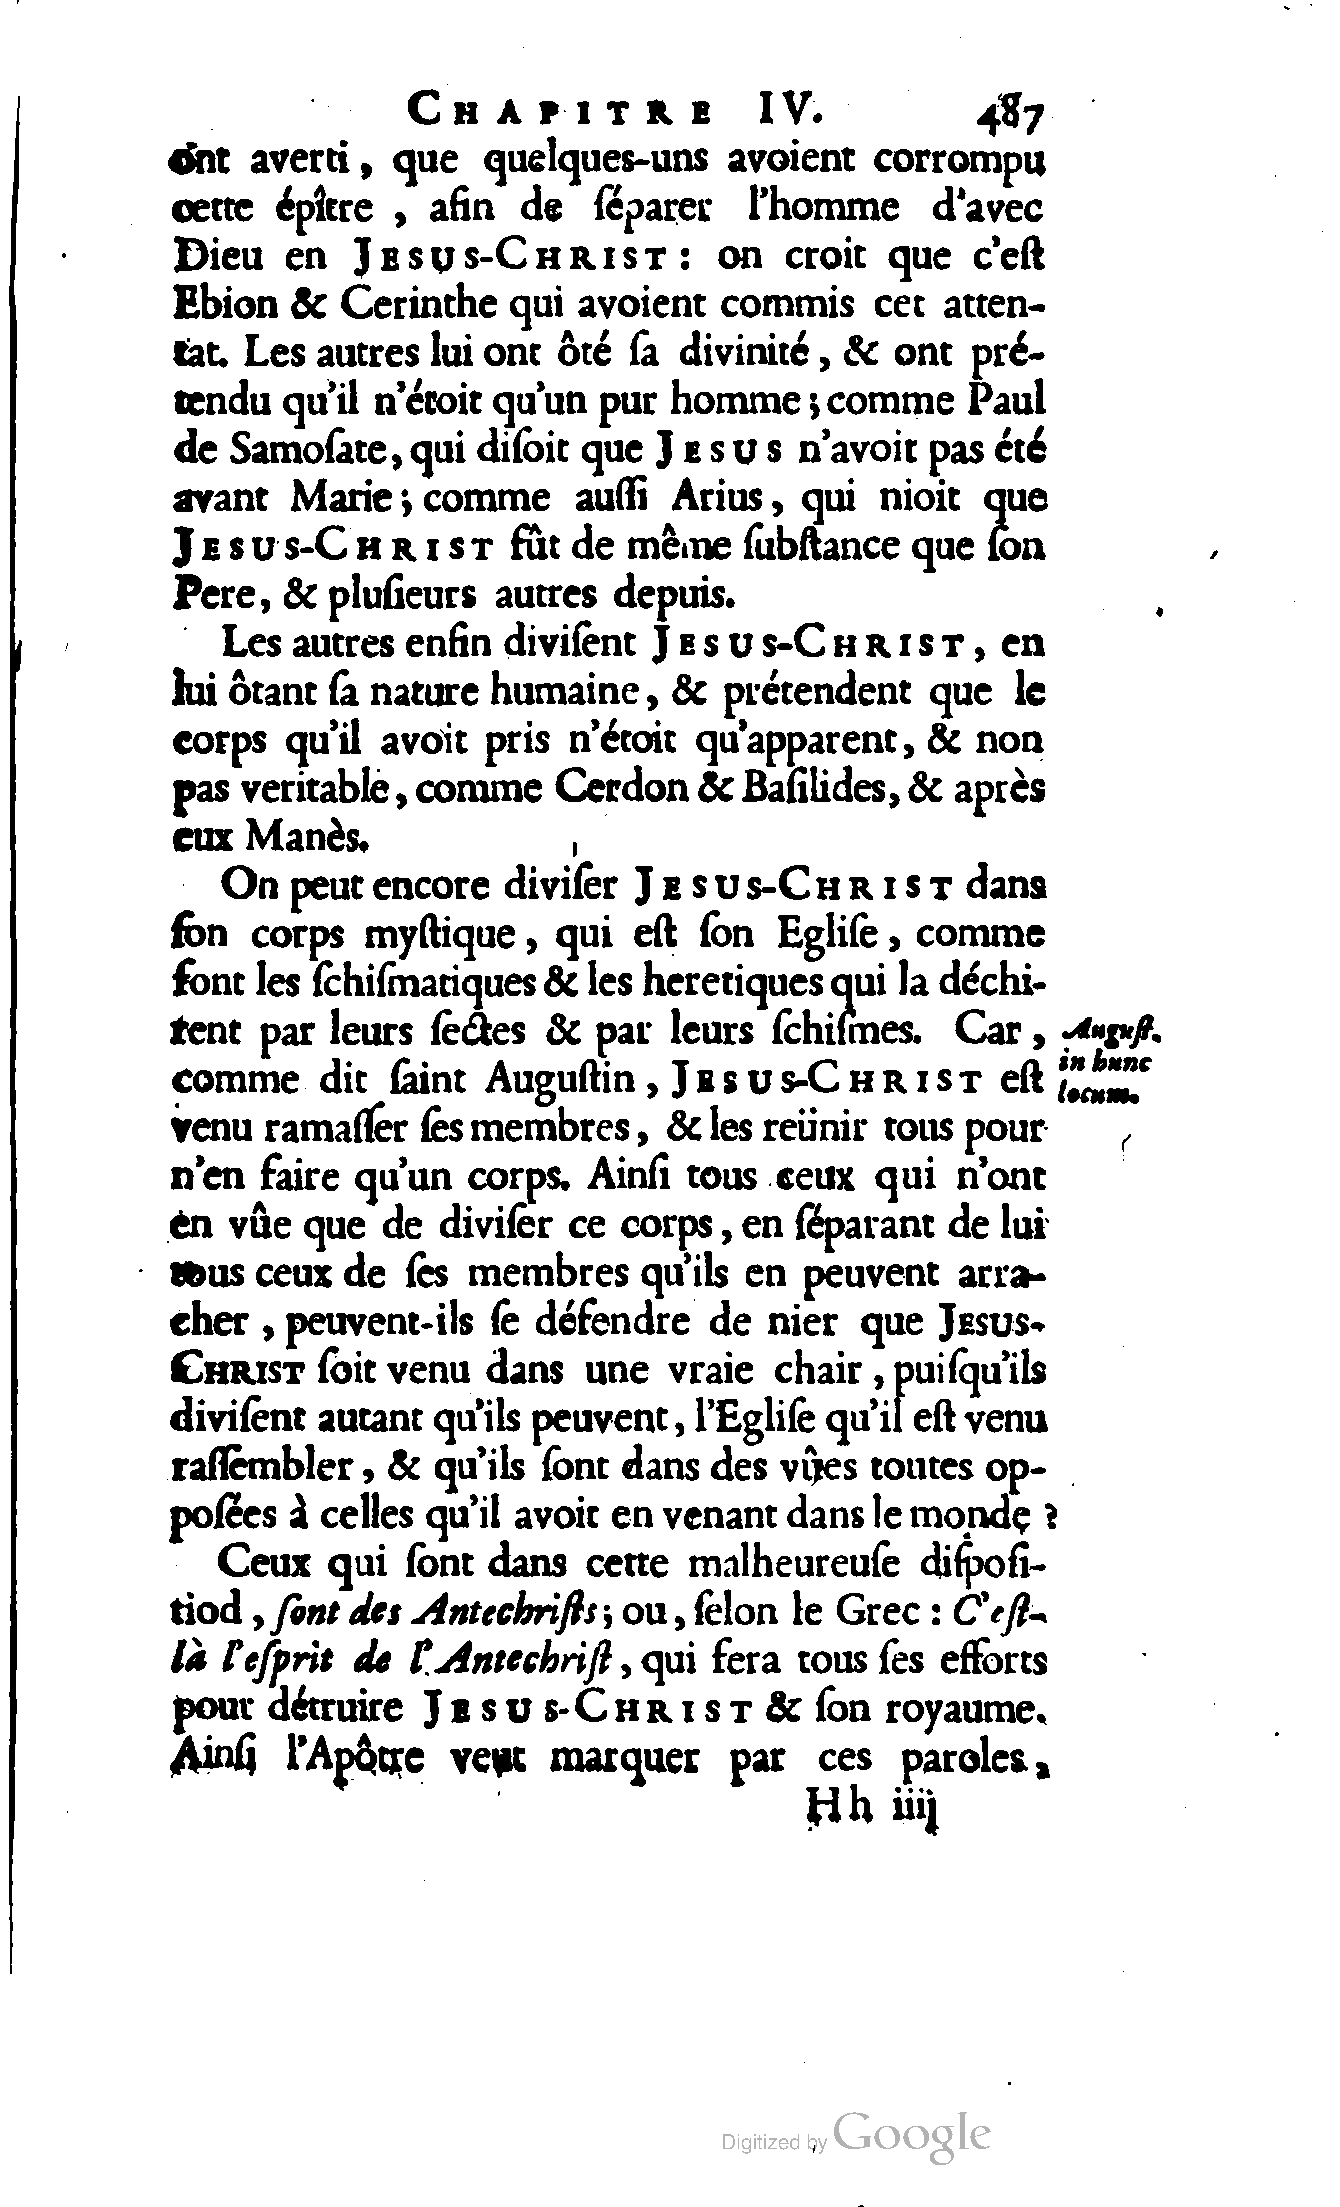 CHAPITRE IV. 487
ont averti, que quelques-uns avoient corrompu
cette épître, afin de ſéparer l'homme d'avec
Dieu en JESUS-CHRIST: on croit que c'eſt
Ebion & Cerinthe qui avoient commis cet atten-
tat. Les autres lui ont ôté ſa divinité, & ont pré-
tendu qu'il n'étoit qu'un pur homme; comme Paul
de Samoſate, qui diſoit que JESUS n'avoit pas été
avant Marie; comme auſſi Arius, qui nioit que
JESUS-CHRIST fût de même ſubſtance que ſon
Pere, & pluſieurs autres depuis.
Les autres enfin diviſent JESUS-CHRIST, en
lui ôtant ſa nature humaine, & prétendent que le
corps qu'il avoit pris n'étoit qu'apparent, & non
pas veritable, comme Cerdon & Baſilides, & après
eux Manès.
On peut encore diviſer JESUS-CHRIST dans
ſon corps myſtique, qui eſt ſon Egliſe, comme
font les ſchiſmatiques & les heretiques qui la déchi-
rent par leurs ſectes & par leurs ſchiſmes. Car,
comme dit ſaint Auguſtin, JESUS-CHRIST eſt
venu ramaſſer ſes membres, & les reünir tous pour
n'en faire qu'un corps. Ainſi tous ceux qui n'ont
en vûe que de diviſer ce corps, en ſéparant de lui
tous ceux de ſes membres qu'ils en peuvent arra-
cher, peuvent-ils ſe défendre de nier que JESUS-
CHRIST ſoit venu dans une vraie chair, puiſqu'ils
diviſent autant qu'ils peuvent, l'Egliſe qu'il eſt venu
raſſembler, & qu'ils ſont dans des vûes toutes op-
poſées à celles qu'il avoit en venant dans le monde?
Ceux qui ſont dans cette malheureuſe diſpoſi-
tiod, ſont des Antechriſts; ou, ſelon le Grec: C'eſt-
là l'eſprit de l'Antechriſt, qui fera tous ſes efforts
pour détruire JESUS-CHRIST & ſon royaume.
Ainſi l'Apôtre veut marquer par ces paroles,
Hh iiij
Auguſt.
in hunc
locum.
Digitized by Google